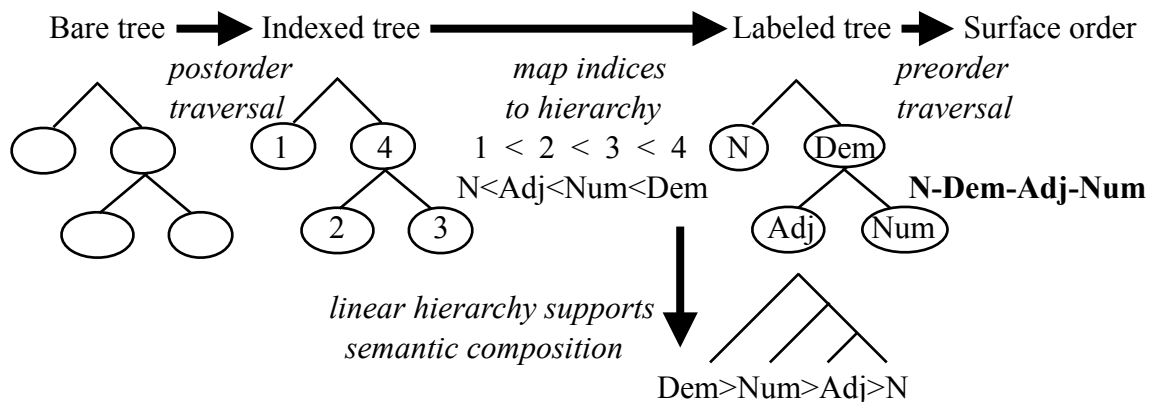 Bare tree Indexed tree Labeled tree Surface order
postorder traversal
map indices to hierarchy
preorder traversal
1 4
1 < 2 < 3 < 4
N Dem
N<Adj<Num<Dem
N-Dem-Adj-Num
2 3
Adj Num
linear hierarchy supports
semantic composition
Dem>Num>Adj>N